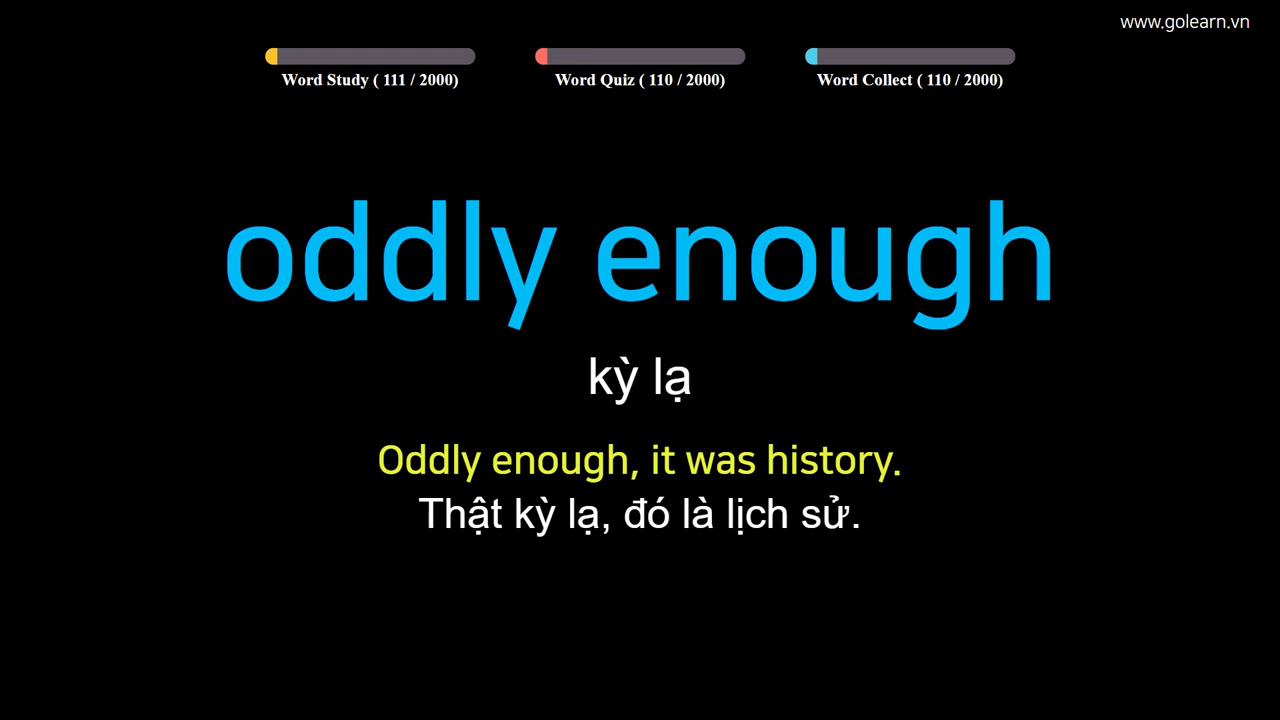 www.golearn.vn
Word Study ( 111 / 2000) Word Quiz ( 110 / 2000) Word Collect ( 110 / 2000)
oddly enough
kỳ lạ
Oddly enough, it was history.
Thật kỳ lạ, đó là lịch sử.